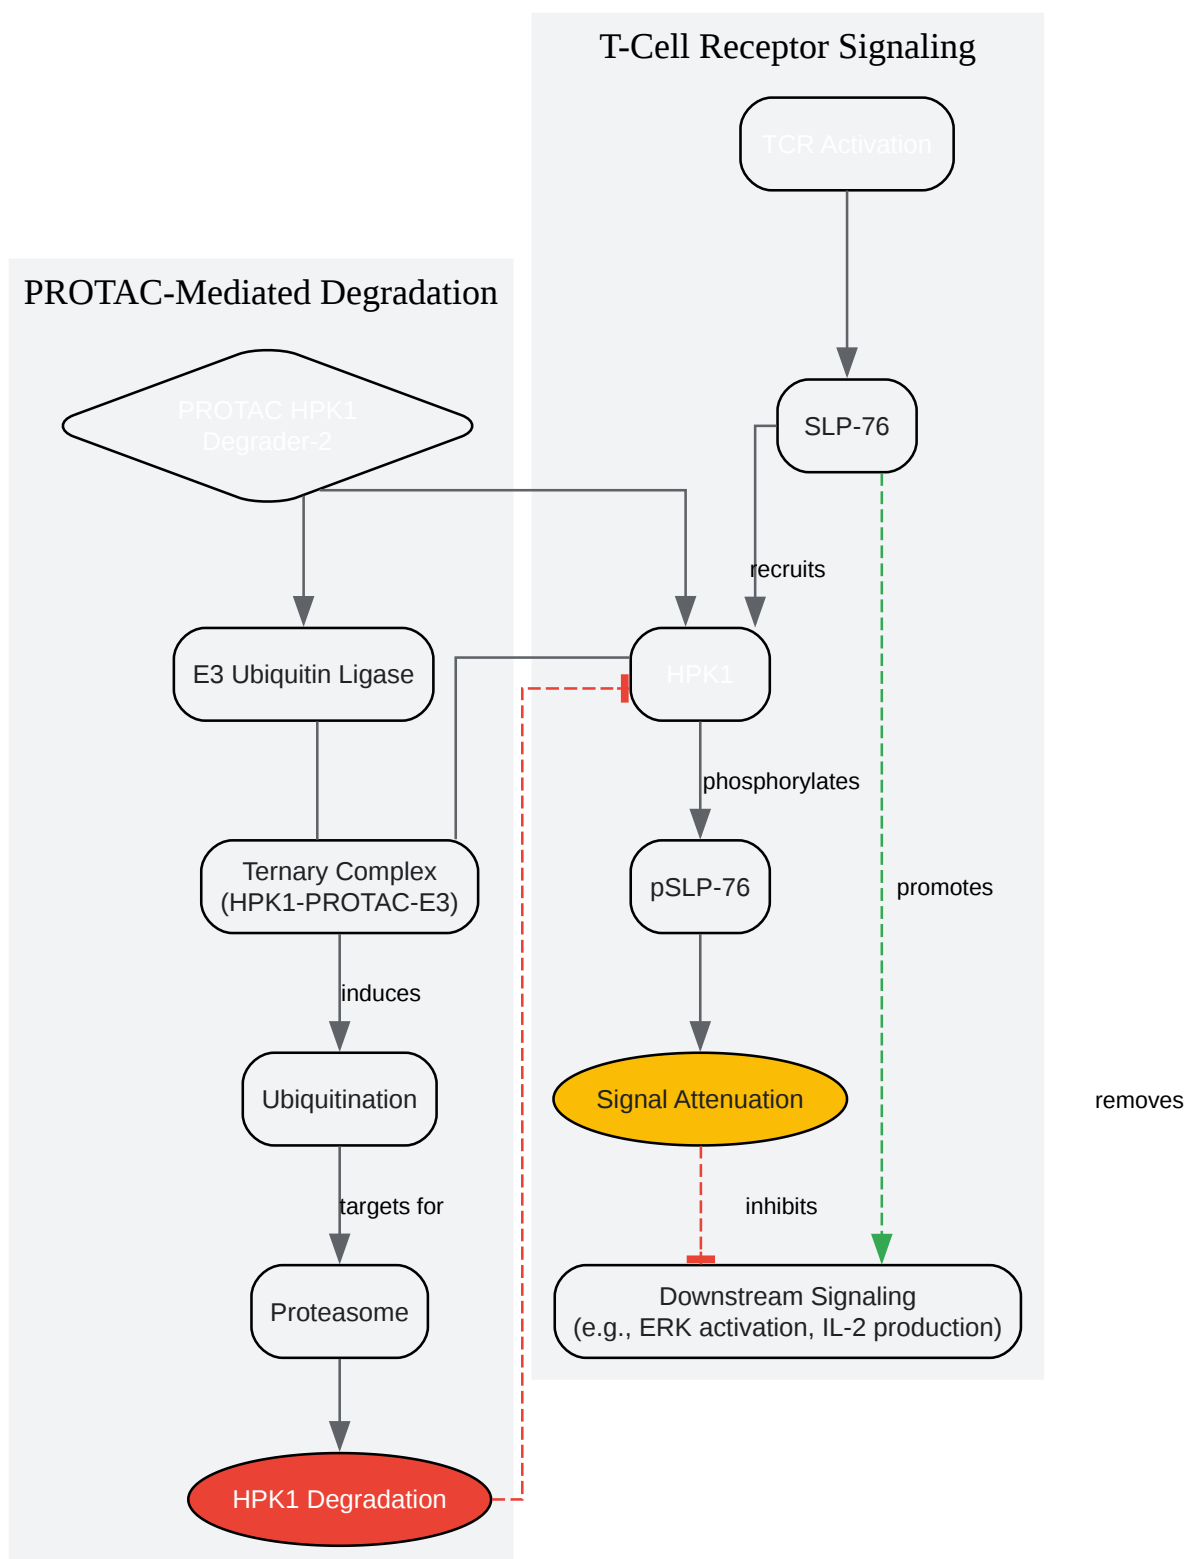 T-Cell Receptor Signaling
TCR Activation
PROTAC-Mediated Degradation
PROTAC HPK1
Degrader-2
SLP-76
recruits
E3 Ubiquitin Ligase
HPK1
phosphorylates
Ternary Complex
(HPK1-PROTAC-E3)
pSLP-76
promotes
induces
Ubiquitination
Signal Attenuation
removes
targets for
inhibits
Proteasome
Downstream Signaling
(e.g., ERK activation, IL-2 production)
HPK1 Degradation